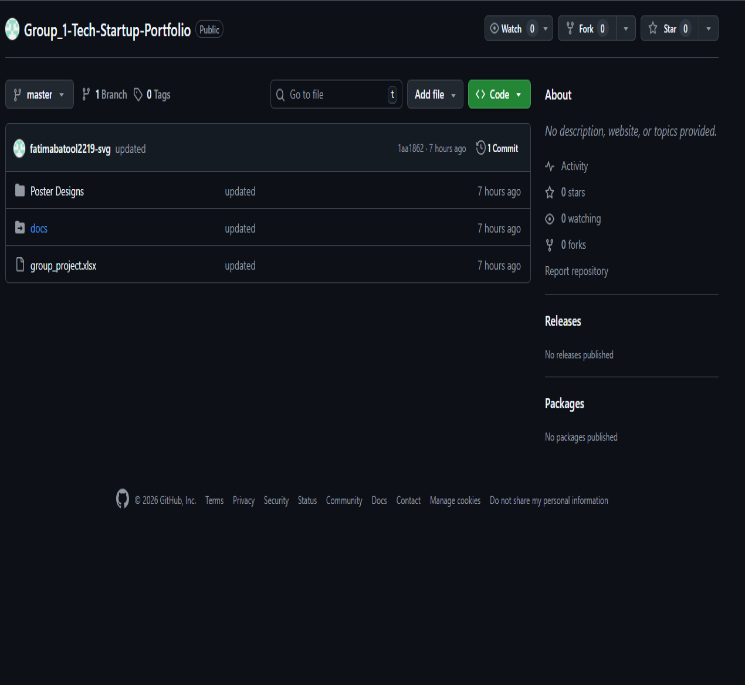 Group_1-Tech-Startup-Portfolio Public Watch 0 Fork 0 Star 0
master 1 Branch 0 Tags Go to file t Add file Code
fatimabatool2219-svg updated 1aa1862 · 7 hours ago 1 Commit
Poster Designs updated 7 hours ago
docs updated 7 hours ago
group_project.xlsx updated 7 hours ago
About
No description, website, or topics provided.
Activity
0 stars
0 watching
0 forks
Report repository
Releases
No releases published
Packages
No packages published
© 2026 GitHub, Inc. Terms Privacy Security Status Community Docs Contact Manage cookies Do not share my personal information